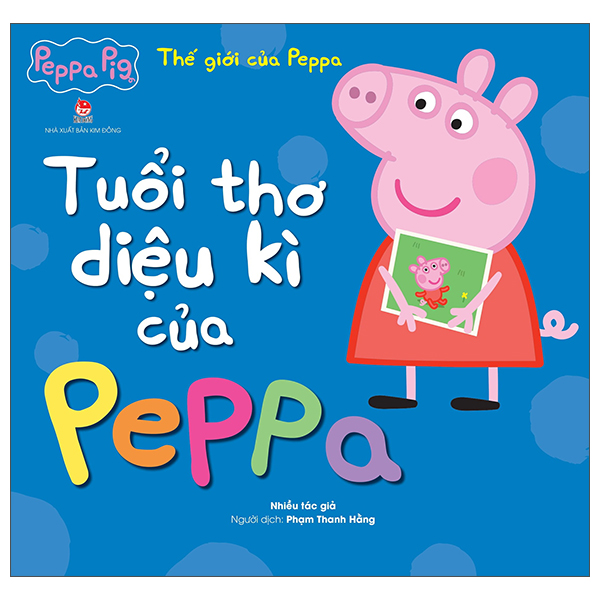 Peppa Pig
Thế giới của Peppa
NHÀ XUẤT BẢN KIM ĐỒNG
Tuổi thơ
diệu kì
của
Peppa
Nhiều tác giả
Người dịch: Phạm Thanh Hằng